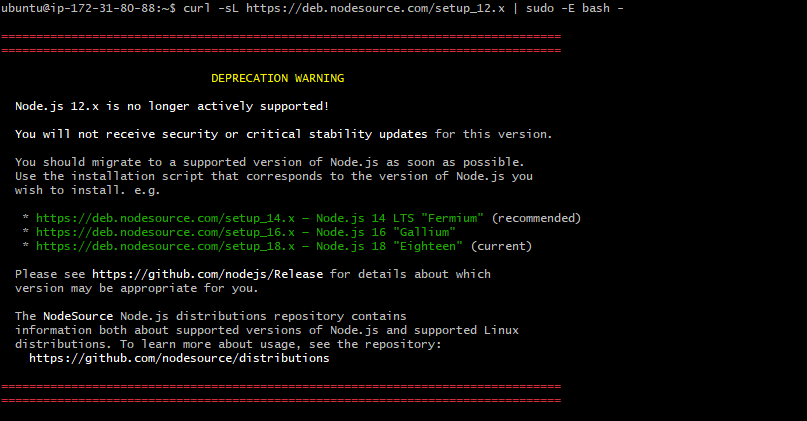 ubuntu@ip-172-31-80-88:~$ curl -sL https://deb.nodesource.com/setup_12.x | sudo -E bash -
================================================================================
================================================================================
DEPRECATION WARNING
Node.js 12.x is no longer actively supported!
You will not receive security or critical stability updates for this version.
You should migrate to a supported version of Node.js as soon as possible.
Use the installation script that corresponds to the version of Node.js you
wish to install. e.g.
* https://deb.nodesource.com/setup_14.x — Node.js 14 LTS "Fermium" (recommended)
* https://deb.nodesource.com/setup_16.x — Node.js 16 "Gallium"
* https://deb.nodesource.com/setup_18.x — Node.js 18 "Eighteen" (current)
Please see https://github.com/nodejs/Release for details about which
version may be appropriate for you.
The NodeSource Node.js distributions repository contains
information both about supported versions of Node.js and supported Linux
distributions. To learn more about usage, see the repository:
https://github.com/nodesource/distributions
================================================================================
================================================================================